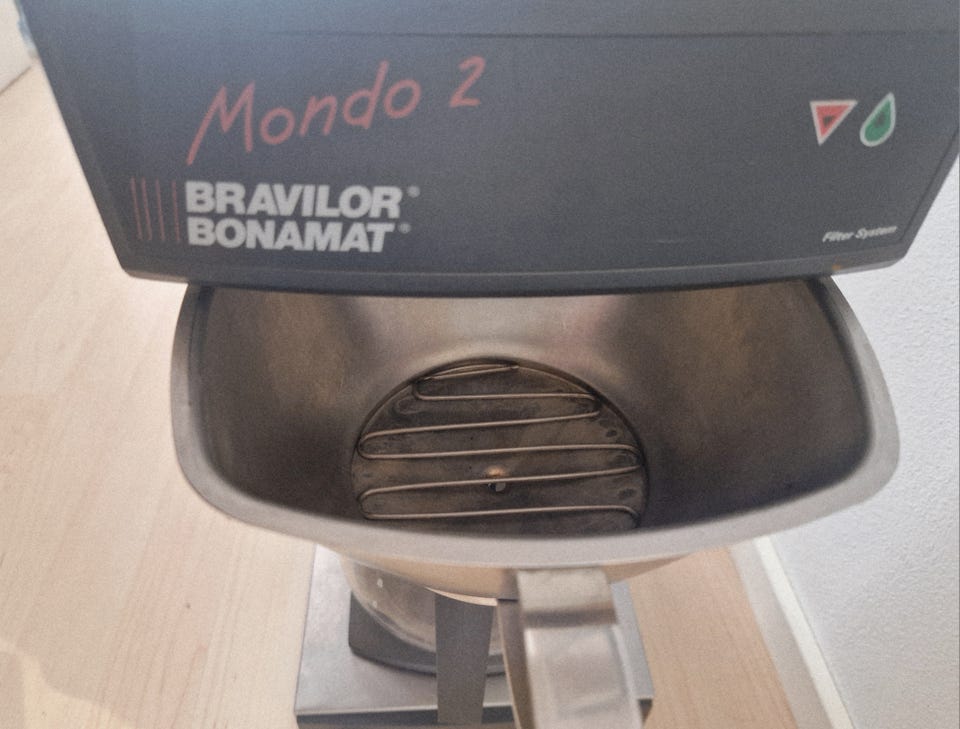 Mondo 2
BRAVILOR®
BONAMAT®
Filter System